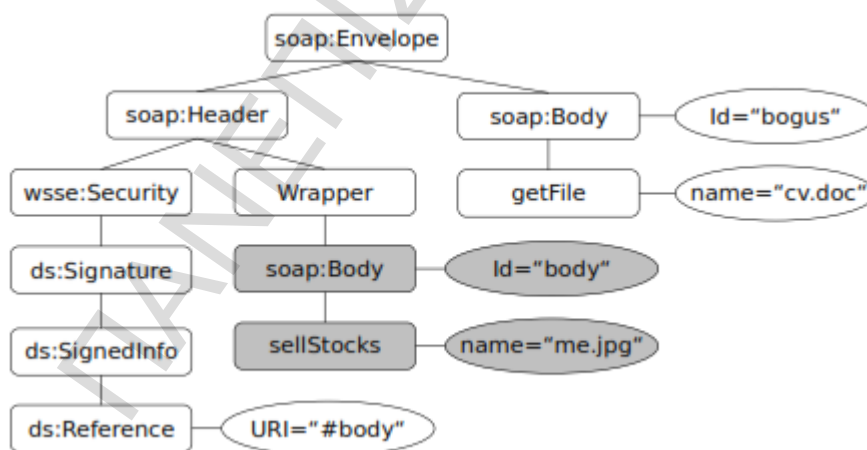 soap:Envelope
soap:Header
soap:Body
Id="bogus"
wsse:Security
Wrapper
getFile
name="cv.doc"
ds:Signature
soap:Body
Id="body"
ds:SignedInfo
sellStocks
name="me.jpg"
ds:Reference
URI="#body"